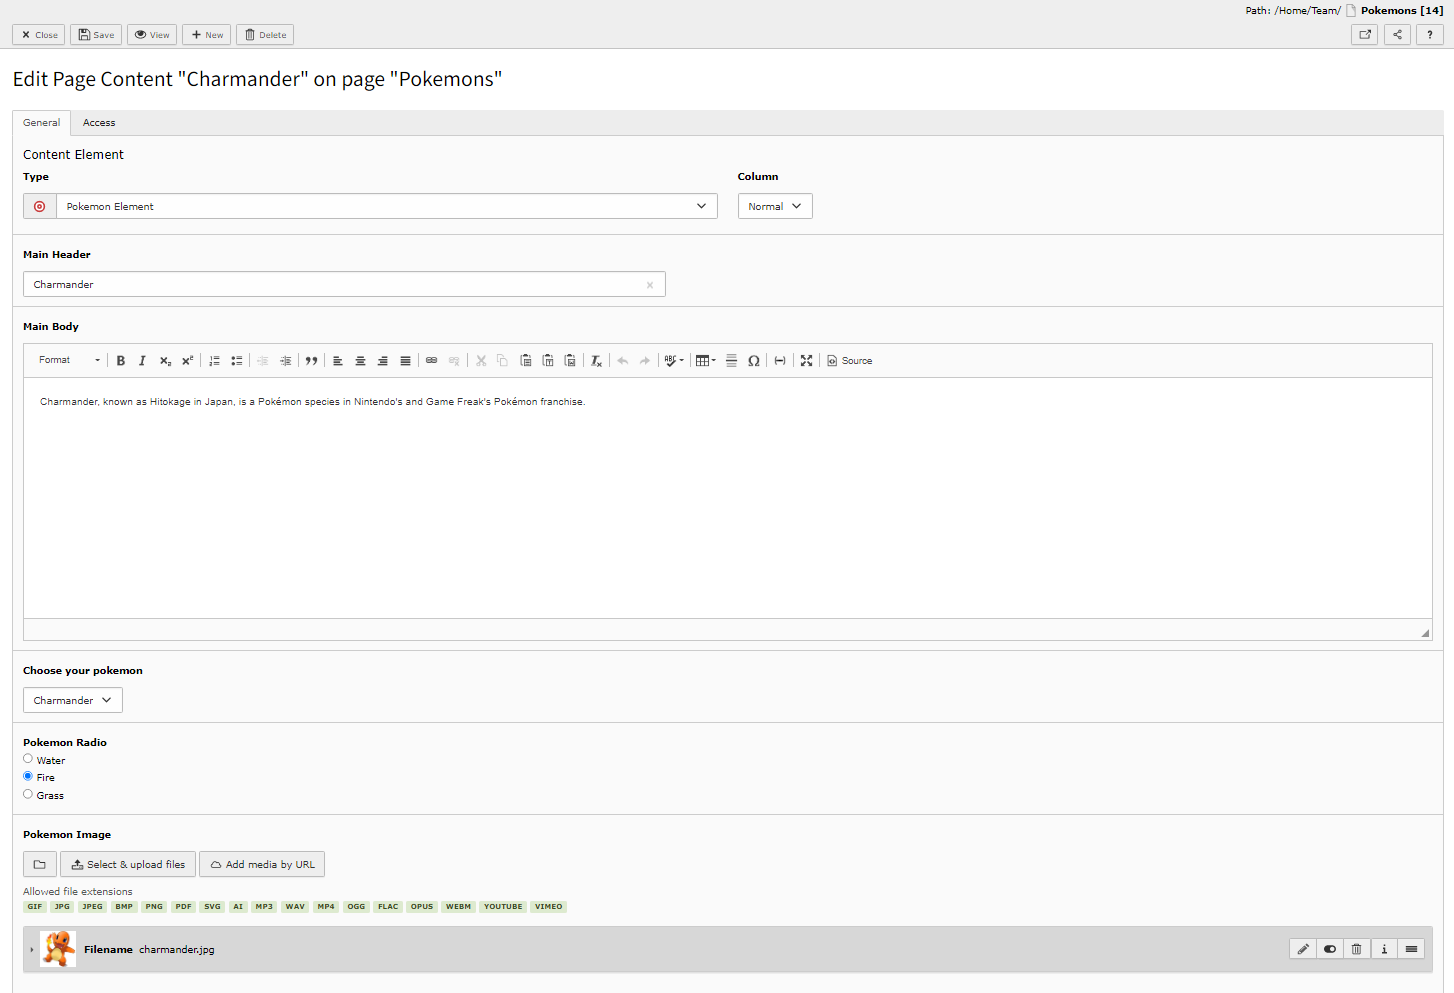 Path: /Home/Team/ Pokemons [14]
Close Save View New Delete ?
Edit Page Content "Charmander" on page "Pokemons"
General Access
Content Element
Type Column
Pokemon Element Normal
Main Header
Charmander ×
Main Body
Format B I x₂ x² Ω Source
Charmander, known as Hitokage in Japan, is a Pokémon species in Nintendo's and Game Freak's Pokémon franchise.
Choose your pokemon
Charmander
Pokemon Radio
Water
Fire
Grass
Pokemon Image
Select & upload files Add media by URL
Allowed file extensions
GIF JPG JPEG BMP PNG PDF SVG AI MP3 WAV MP4 OGG FLAC OPUS WEBM YOUTUBE VIMEO
Filename charmander.jpg